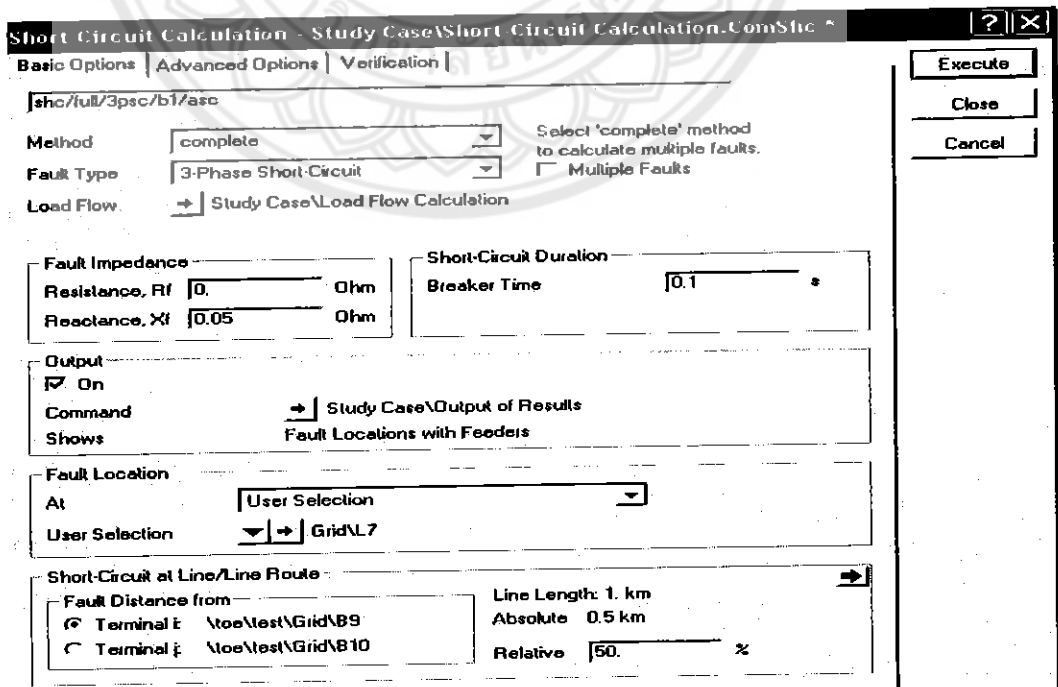 Short Circuit Calculation - Study Case\Short-Circuit Calculation.ComShc *
Basic Options Advanced Options Verification
Execute
Close
Cancel
shc/full/3psc/b1/asc
Method complete
Select 'complete' method
to calculate multiple faults.
Fault Type 3-Phase Short-Circuit
Multiple Faults
Load Flow. Study Case\Load Flow Calculation
Fault Impedance
Resistance, Rf 0. Ohm
Reactance, Xf 0.05 Ohm
Short-Circuit Duration
Breaker Time 0.1 s
Output
On
Command Study Case\Output of Results
Shows Fault Locations with Feeders
Fault Location
At User Selection
User Selection Grid\L7
Short-Circuit at Line/Line Route
Fault Distance from
Terminal i: \toe\test\Grid\B9
Terminal j: \toe\test\Grid\B10
Line Length: 1. km
Absolute 0.5 km
Relative 50. %